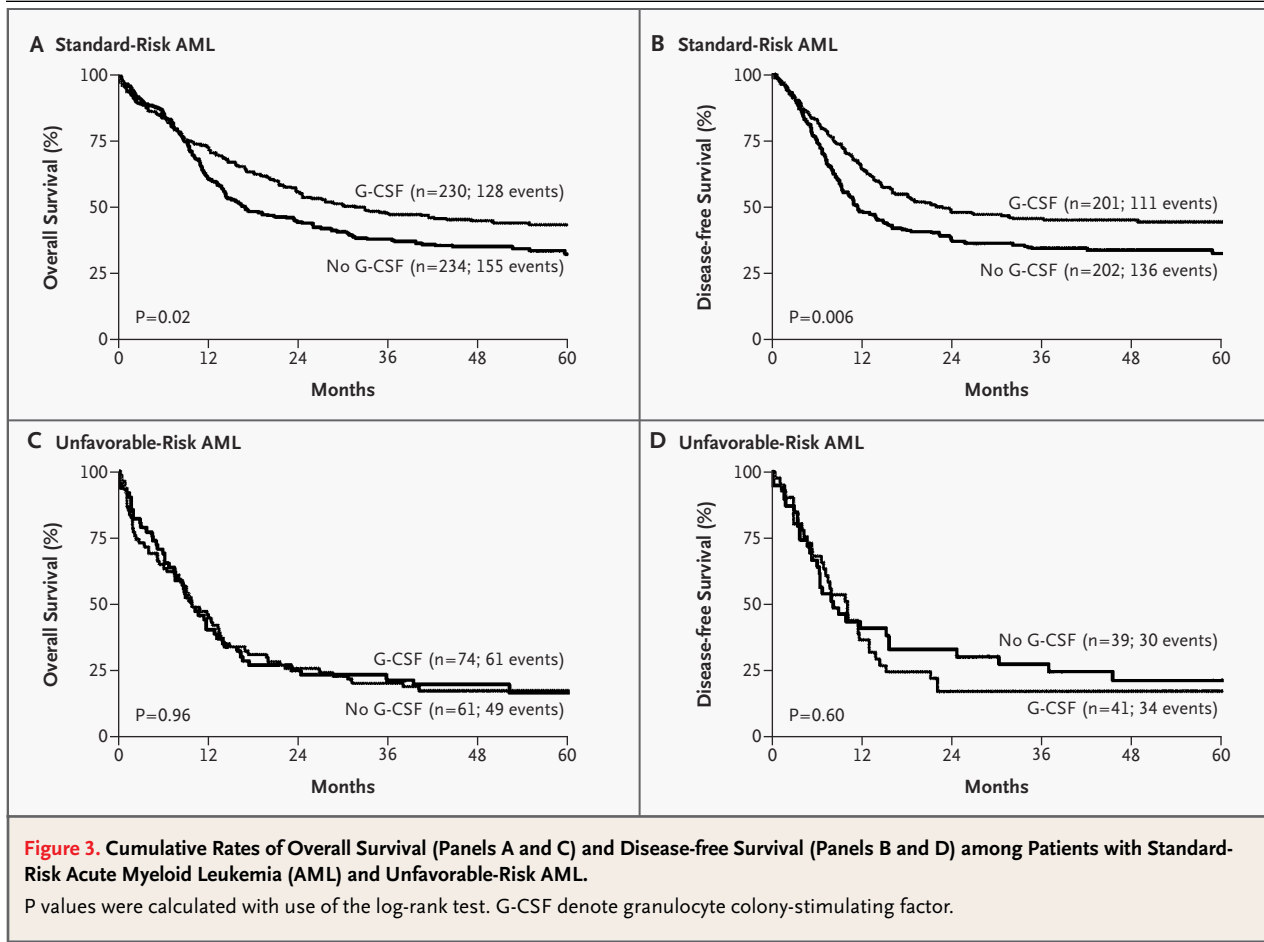 A Standard-Risk AML
100
75
50
25
0
Overall Survival (%)
G-CSF (n=230; 128 events)
No G-CSF (n=234; 155 events)
P=0.02
0 12 24 36 48 60
Months
B Standard-Risk AML
100
75
50
25
0
Disease-free Survival (%)
G-CSF (n=201; 111 events)
No G-CSF (n=202; 136 events)
P=0.006
0 12 24 36 48 60
Months
C Unfavorable-Risk AML
100
75
50
25
0
Overall Survival (%)
G-CSF (n=74; 61 events)
No G-CSF (n=61; 49 events)
P=0.96
0 12 24 36 48 60
Months
D Unfavorable-Risk AML
100
75
50
25
0
Disease-free Survival (%)
No G-CSF (n=39; 30 events)
G-CSF (n=41; 34 events)
P=0.60
0 12 24 36 48 60
Months
Figure 3. Cumulative Rates of Overall Survival (Panels A and C) and Disease-free Survival (Panels B and D) among Patients with Standard-
Risk Acute Myeloid Leukemia (AML) and Unfavorable-Risk AML.
P values were calculated with use of the log-rank test. G-CSF denote granulocyte colony-stimulating factor.